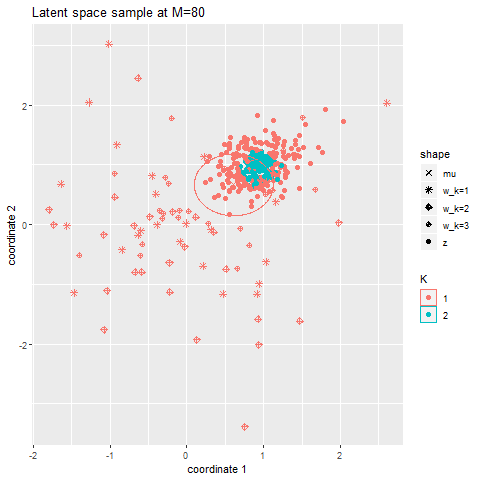 Latent space sample at M=80
coordinate 2
2
0
-2
-2
-1
0
1
2
coordinate 1
shape
mu
w_k=1
w_k=2
w_k=3
z
K
1
2